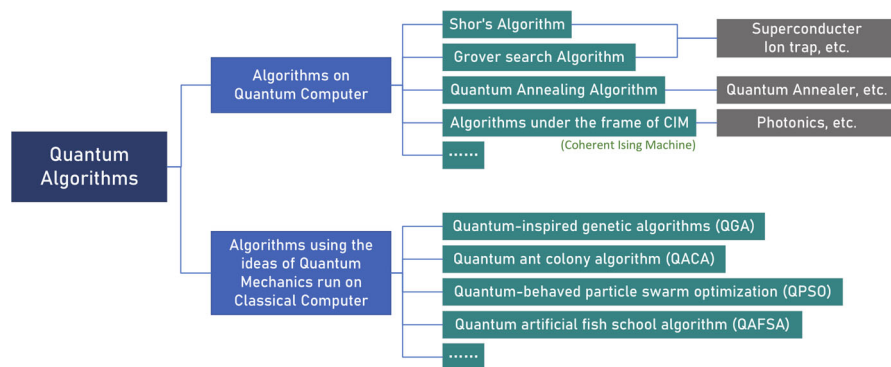 Quantum
Algorithms
Algorithms on
Quantum Computer
Shor's Algorithm
Grover search Algorithm
Superconducter
Ion trap, etc.
Quantum Annealing Algorithm
Quantum Annealer, etc.
Algorithms under the frame of CIM
(Coherent Ising Machine)
Photonics, etc.
......
Algorithms using the
ideas of Quantum
Mechanics run on
Classical Computer
Quantum-inspired genetic algorithms (QGA)
Quantum ant colony algorithm (QACA)
Quantum-behaved particle swarm optimization (QPSO)
Quantum artificial fish school algorithm (QAFSA)
......